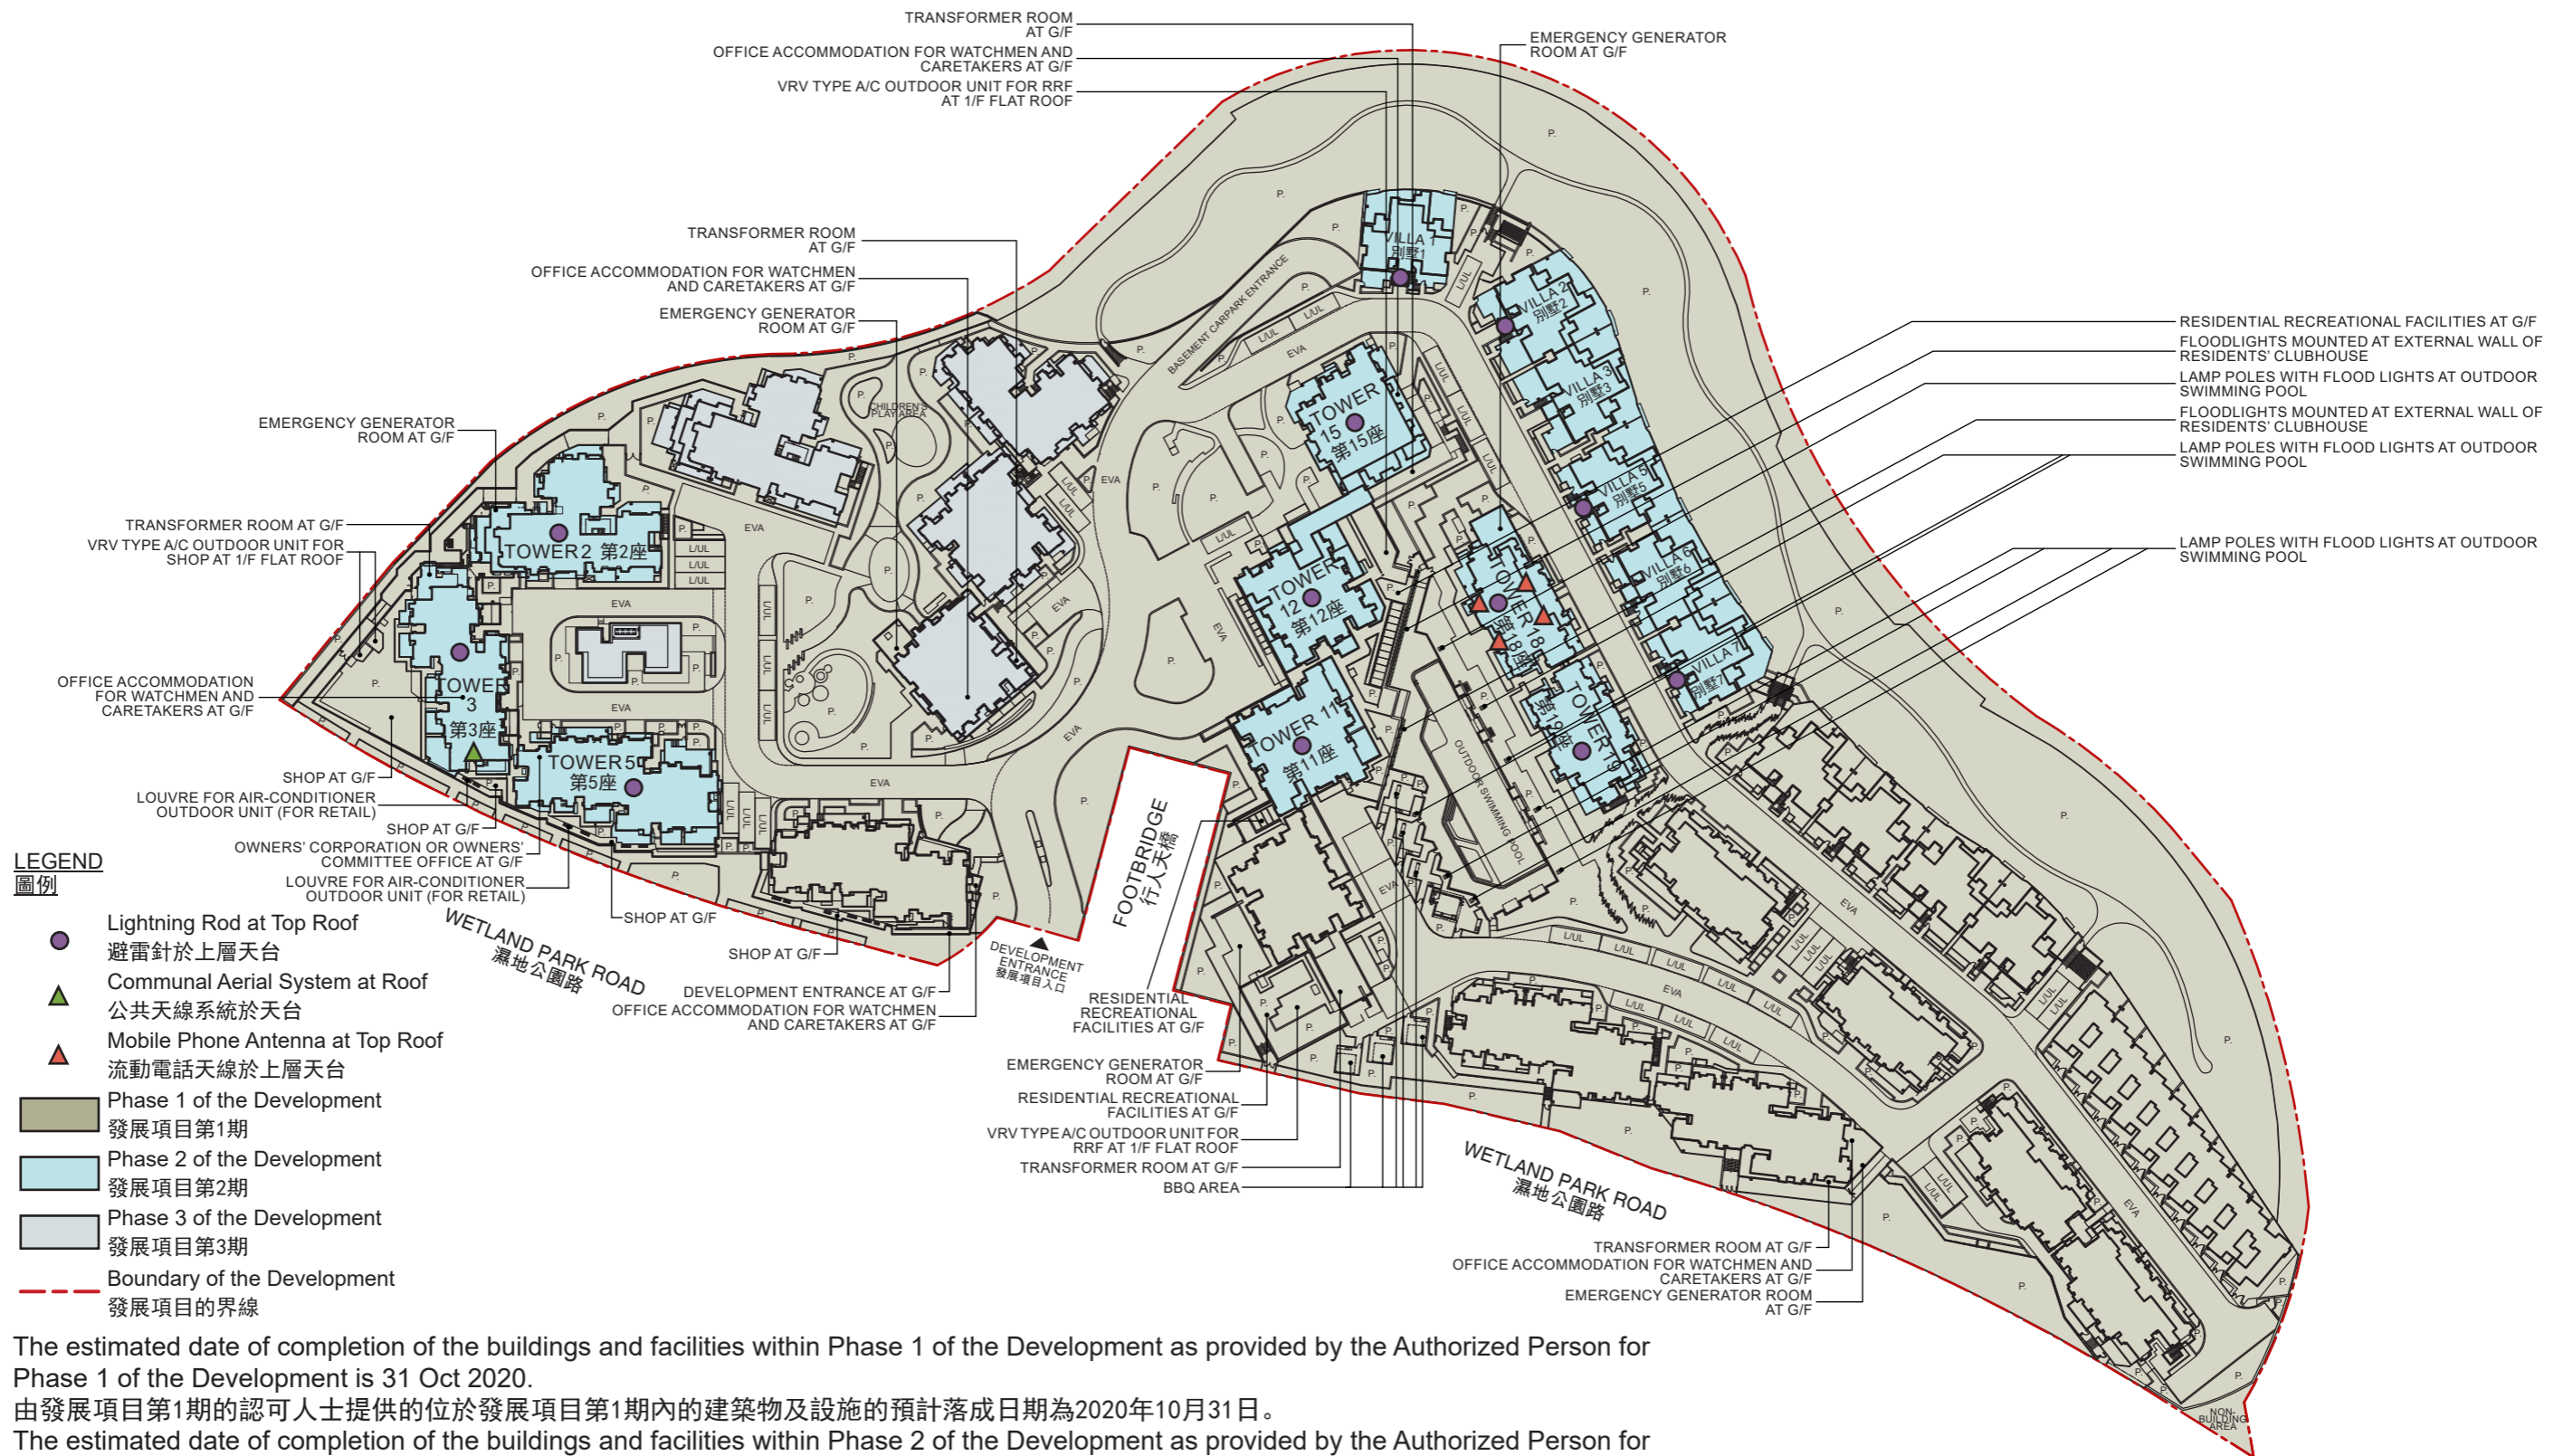 TRANSFORMER ROOM
AT G/F
OFFICE ACCOMMODATION FOR WATCHMEN AND
CARETAKERS AT G/F
VRV TYPE A/C OUTDOOR UNIT FOR RRF
AT 1/F FLAT ROOF
EMERGENCY GENERATOR
ROOM AT G/F
TRANSFORMER ROOM
AT G/F
OFFICE ACCOMMODATION FOR WATCHMEN
AND CARETAKERS AT G/F
EMERGENCY GENERATOR
ROOM AT G/F
EMERGENCY GENERATOR
ROOM AT G/F
TRANSFORMER ROOM AT G/F
VRV TYPE A/C OUTDOOR UNIT FOR
SHOP AT 1/F FLAT ROOF
OFFICE ACCOMMODATION
FOR WATCHMEN AND
CARETAKERS AT G/F
SHOP AT G/F
LOUVRE FOR AIR-CONDITIONER
OUTDOOR UNIT (FOR RETAIL)
SHOP AT G/F
OWNERS' CORPORATION OR OWNERS'
COMMITTEE OFFICE AT G/F
LOUVRE FOR AIR-CONDITIONER
OUTDOOR UNIT (FOR RETAIL)
SHOP AT G/F
SHOP AT G/F
DEVELOPMENT ENTRANCE AT G/F
OFFICE ACCOMMODATION FOR WATCHMEN
AND CARETAKERS AT G/F
RESIDENTIAL RECREATIONAL FACILITIES AT G/F
FLOODLIGHTS MOUNTED AT EXTERNAL WALL OF
RESIDENTS' CLUBHOUSE
LAMP POLES WITH FLOOD LIGHTS AT OUTDOOR
SWIMMING POOL
FLOODLIGHTS MOUNTED AT EXTERNAL WALL OF
RESIDENTS' CLUBHOUSE
LAMP POLES WITH FLOOD LIGHTS AT OUTDOOR
SWIMMING POOL
LAMP POLES WITH FLOOD LIGHTS AT OUTDOOR
SWIMMING POOL
VILLA 1
別墅1
VILLA 2
別墅2
VILLA 3
別墅3
VILLA 5
別墅5
VILLA 6
別墅6
VILLA 7
別墅7
BASEMENT CARPARK ENTRANCE
CHILDREN'S
PLAY AREA
TOWER
15
第15座
TOWER 2 第2座
TOWER
3
第3座
TOWER 5
第5座
TOWER
12
第12座
TOWER 11
第11座
TOWER 18
第18座
TOWER 19
第19座
OUTDOOR SWIMMING POOL
EVA
L/UL
P.
FOOTBRIDGE
行人天橋
DEVELOPMENT
ENTRANCE
發展項目入口
WETLAND PARK ROAD
濕地公園路
RESIDENTIAL
RECREATIONAL
FACILITIES AT G/F
EMERGENCY GENERATOR
ROOM AT G/F
RESIDENTIAL RECREATIONAL
FACILITIES AT G/F
VRV TYPE A/C OUTDOOR UNIT FOR
RRF AT 1/F FLAT ROOF
TRANSFORMER ROOM AT G/F
BBQ AREA
WETLAND PARK ROAD
濕地公園路
TRANSFORMER ROOM AT G/F
OFFICE ACCOMMODATION FOR WATCHMEN AND
CARETAKERS AT G/F
EMERGENCY GENERATOR ROOM
AT G/F
NON-
BUILDING
AREA
LEGEND
圖例
Lightning Rod at Top Roof
避雷針於上層天台
Communal Aerial System at Roof
公共天線系統於天台
Mobile Phone Antenna at Top Roof
流動電話天線於上層天台
Phase 1 of the Development
發展項目第1期
Phase 2 of the Development
發展項目第2期
Phase 3 of the Development
發展項目第3期
Boundary of the Development
發展項目的界線
The estimated date of completion of the buildings and facilities within Phase 1 of the Development as provided by the Authorized Person for
Phase 1 of the Development is 31 Oct 2020.
由發展項目第1期的認可人士提供的位於發展項目第1期內的建築物及設施的預計落成日期為2020年10月31日。
The estimated date of completion of the buildings and facilities within Phase 2 of the Development as provided by the Authorized Person for